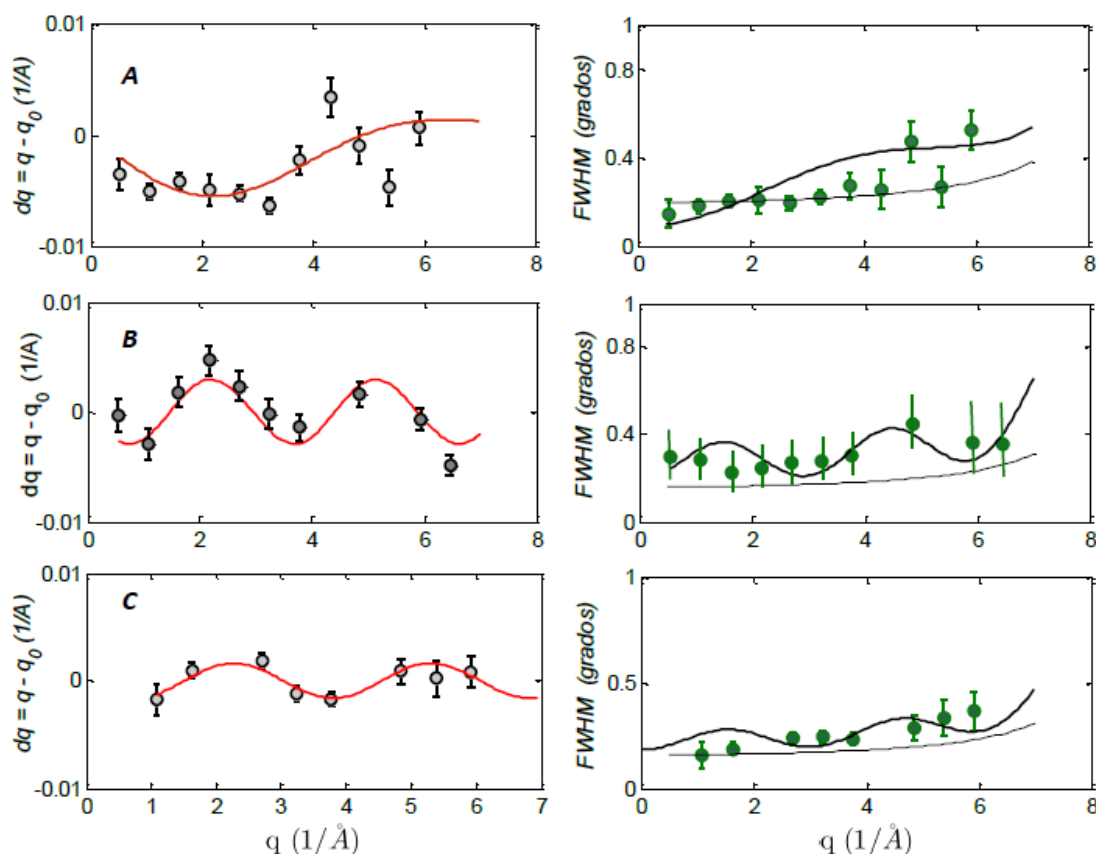 0.01
0
-0.01
dq = q - q₀ (1/A)
A
0 2 4 6 8
1
0.8
0.4
0
FWHM (grados)
0 2 4 6 8
0.01
0
-0.01
dq = q - q₀ (1/A)
B
0 2 4 6 8
1
0.8
0.4
0
FWHM (grados)
0 2 4 6 8
0.01
0
-0.01
dq = q - q₀ (1/A)
C
0 1 2 3 4 5 6 7
q (1/Å)
1
0.5
0
FWHM (grados)
0 2 4 6 8
q (1/Å)